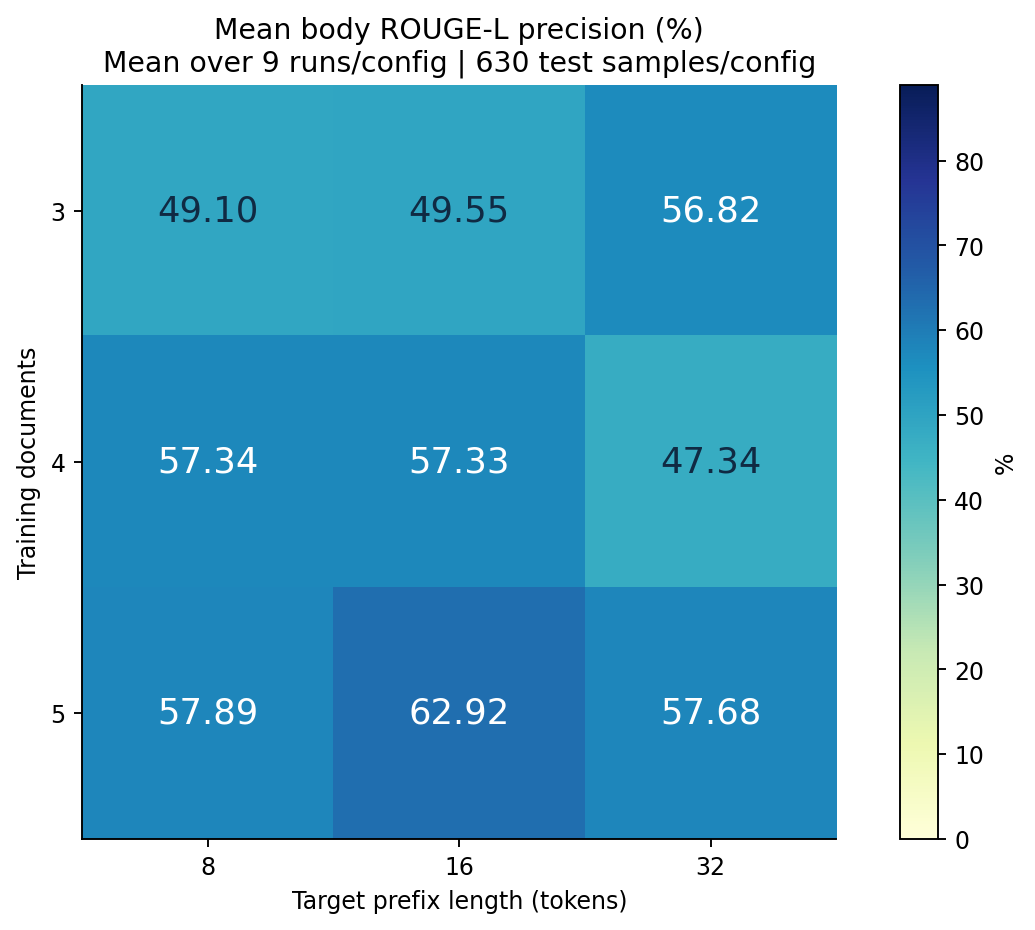 Mean body ROUGE-L precision (%)
Mean over 9 runs/config | 630 test samples/config
Training documents
3
49.10 49.55 56.82
4
57.34 57.33 47.34
5
57.89 62.92 57.68
8 16 32
Target prefix length (tokens)
80
70
60
50
40
30
20
10
0
%